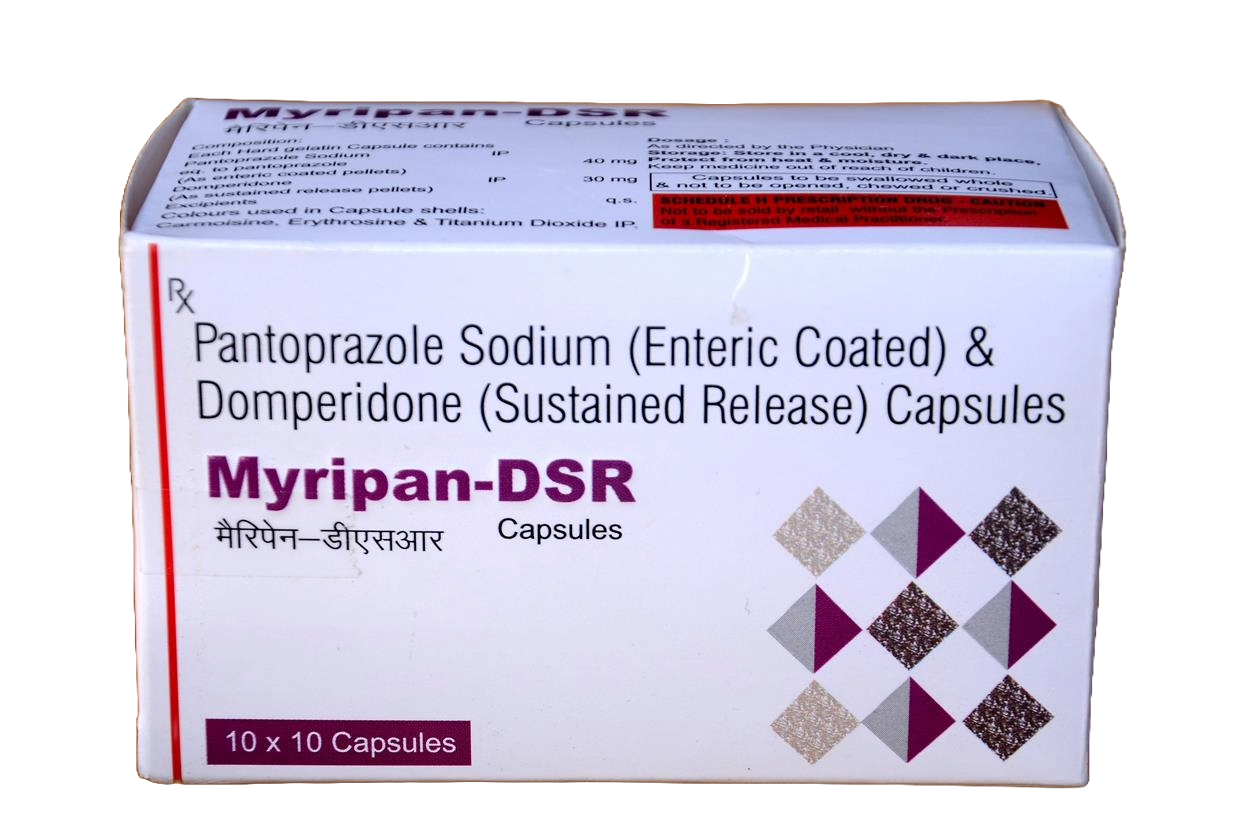 Myripan-DSR
मैरिपेन–डीएसआर Capsules
Composition:
Each Hard gelatin Capsule contains
Pantoprazole Sodium IP
eq. to pantoprazole 40 mg
(As enteric coated pellets)
Domperidone IP 30 mg
(As sustained release pellets)
Excipients q.s.
Colours used in Capsule shells:
Carmoisine, Erythrosine & Titanium Dioxide IP.
Dosage :
As directed by the Physician
Storage: Store in a cool, dry & dark place,
Protect from heat & moisture.
Keep medicine out of reach of children.
Capsules to be swallowed whole
& not to be opened, chewed or crushed
SCHEDULE H PRESCRIPTION DRUG - CAUTION
Not to be sold by retail without the Prescription
of a Registered Medical Practitioner.
Rx
Pantoprazole Sodium (Enteric Coated) &
Domperidone (Sustained Release) Capsules
Myripan-DSR
मैरिपेन–डीएसआर Capsules
10 x 10 Capsules